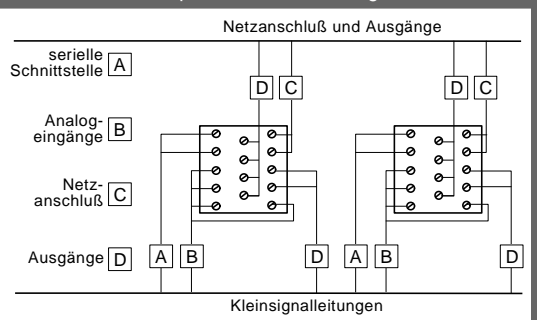 Netzanschluß und Ausgänge
serielle
Schnittstelle A
D C D C
Analog-
eingänge B
Netz-
anschluß C
Ausgänge D
A B D A B D
Kleinsignalleitungen